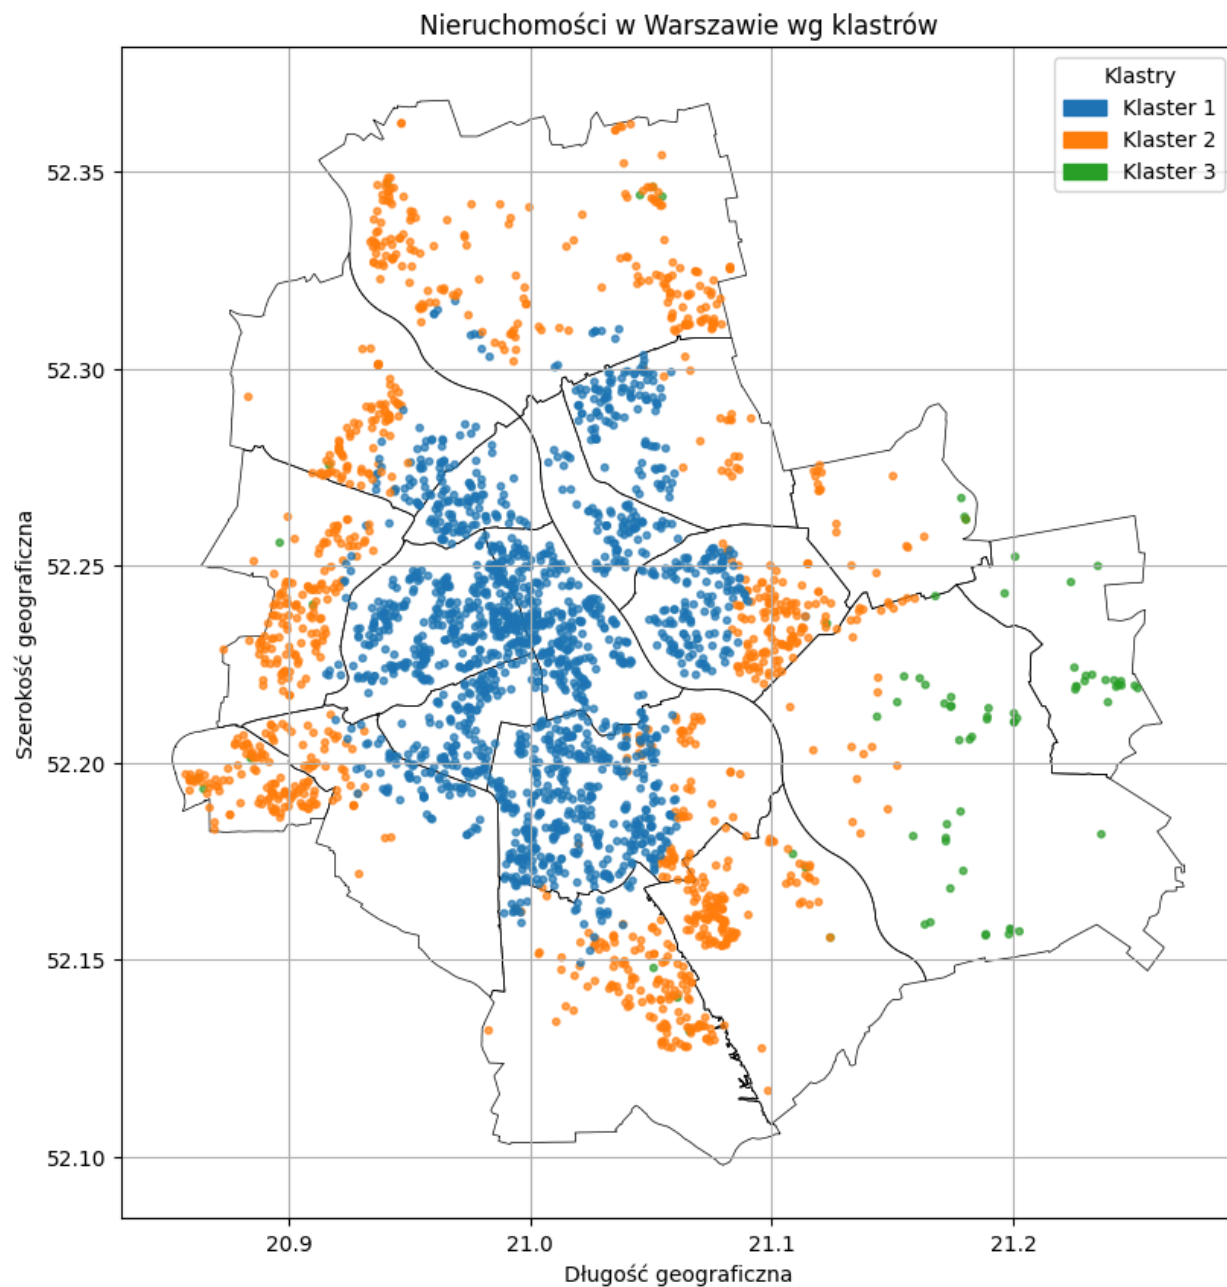 Nieruchomości w Warszawie wg klastrów
Klastry
Klaster 1
Klaster 2
Klaster 3
52.35
52.30
52.25
52.20
52.15
52.10
Szerokość geograficzna
20.9 21.0 21.1 21.2
Długość geograficzna